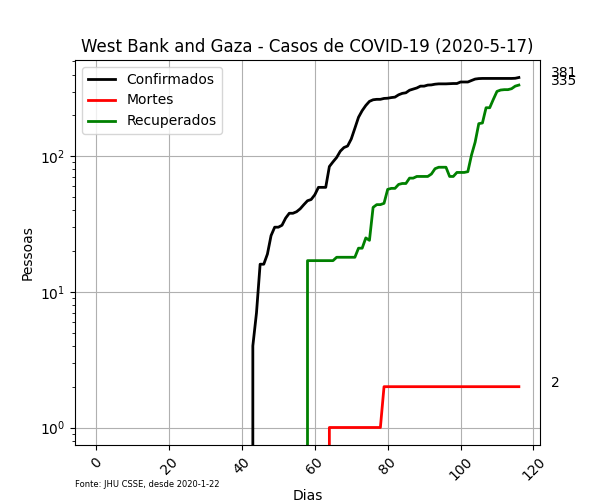 West Bank and Gaza - Casos de COVID-19 (2020-5-17)
Confirmados
Mortes
Recuperados
381
335
2
Pessoas
10²
10¹
10⁰
0 20 40 60 80 100 120
Fonte: JHU CSSE, desde 2020-1-22
Dias